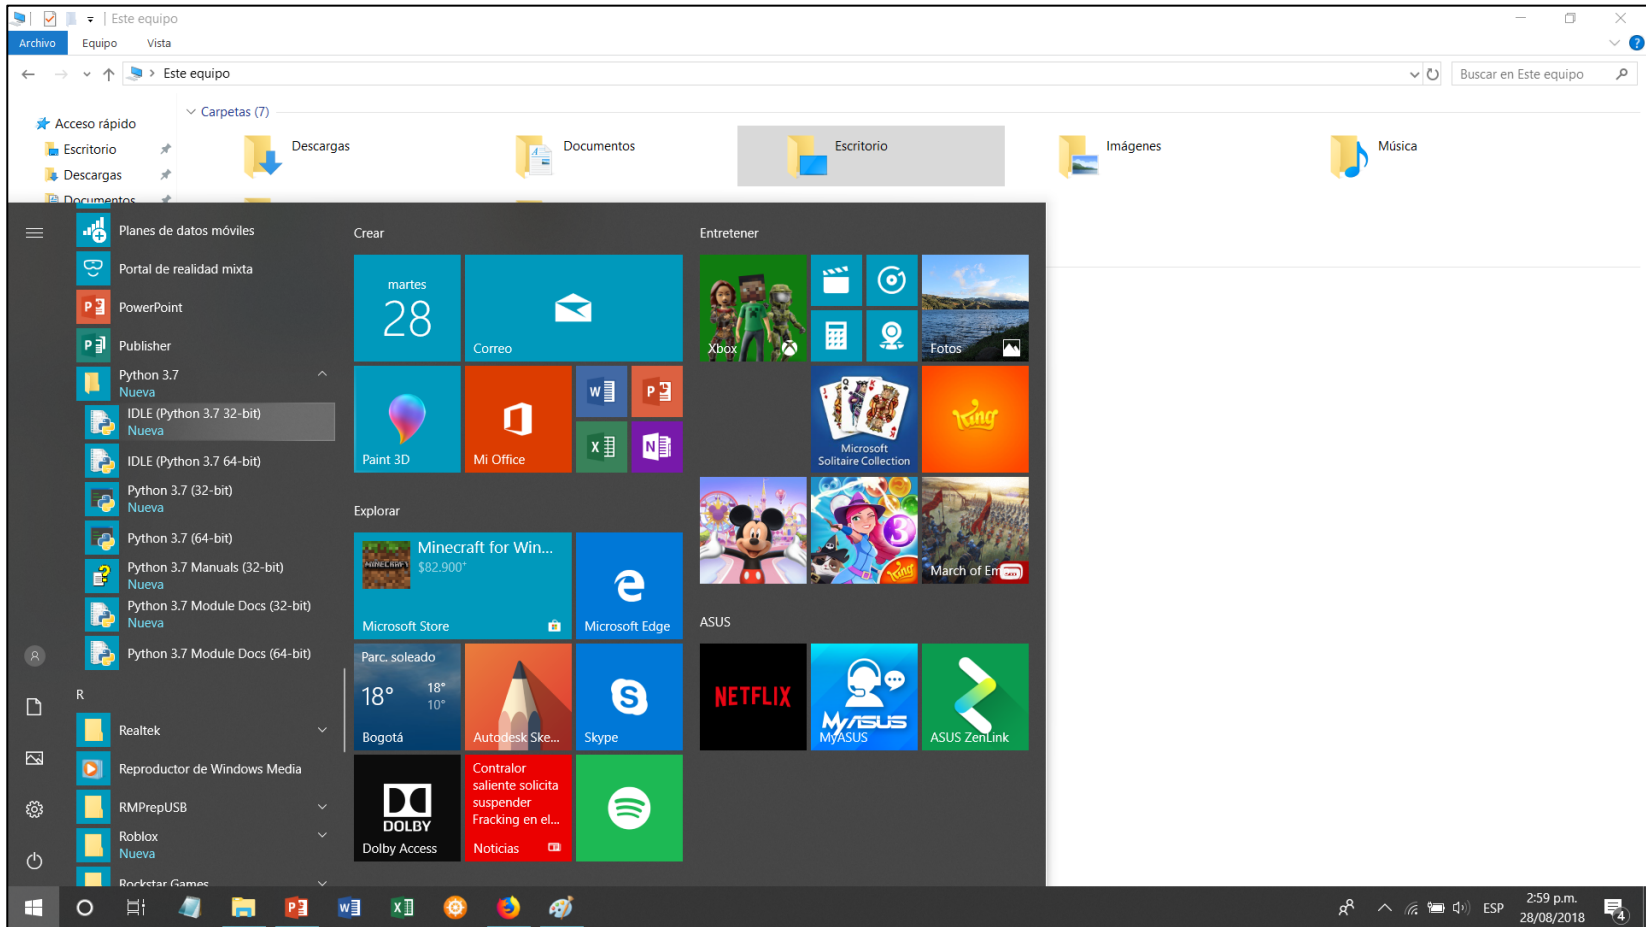 Este equipo
Archivo
Equipo
Vista
Este equipo
Buscar en Este equipo
Carpetas (7)
Acceso rápido
Escritorio
Descargas
Documentos
Descargas
Documentos
Escritorio
Imágenes
Música
Planes de datos móviles
Portal de realidad mixta
PowerPoint
Publisher
Python 3.7
Nueva
IDLE (Python 3.7 32-bit)
Nueva
IDLE (Python 3.7 64-bit)
Python 3.7 (32-bit)
Nueva
Python 3.7 (64-bit)
Python 3.7 Manuals (32-bit)
Nueva
Python 3.7 Module Docs (32-bit)
Nueva
Python 3.7 Module Docs (64-bit)
R
Realtek
Reproductor de Windows Media
RMPrepUSB
Roblox
Nueva
Rockstar Games
Crear
martes
28
Correo
Paint 3D
Mi Office
Explorar
MINECRAFT
Minecraft for Win...
$82.900+
Microsoft Store
Microsoft Edge
Parc. soleado
18°
18°
10°
Bogotá
Autodesk Ske...
Skype
DOLBY
Dolby Access
Contralor
saliente solicita
suspender
Fracking en el...
Noticias
Entretener
Xbox
Fotos
Microsoft
Solitaire Collection
King
3
King
March of Em
ASUS
NETFLIX
MyASUS
MyASUS
ASUS ZenLink
ESP
2:59 p.m.
28/08/2018
4